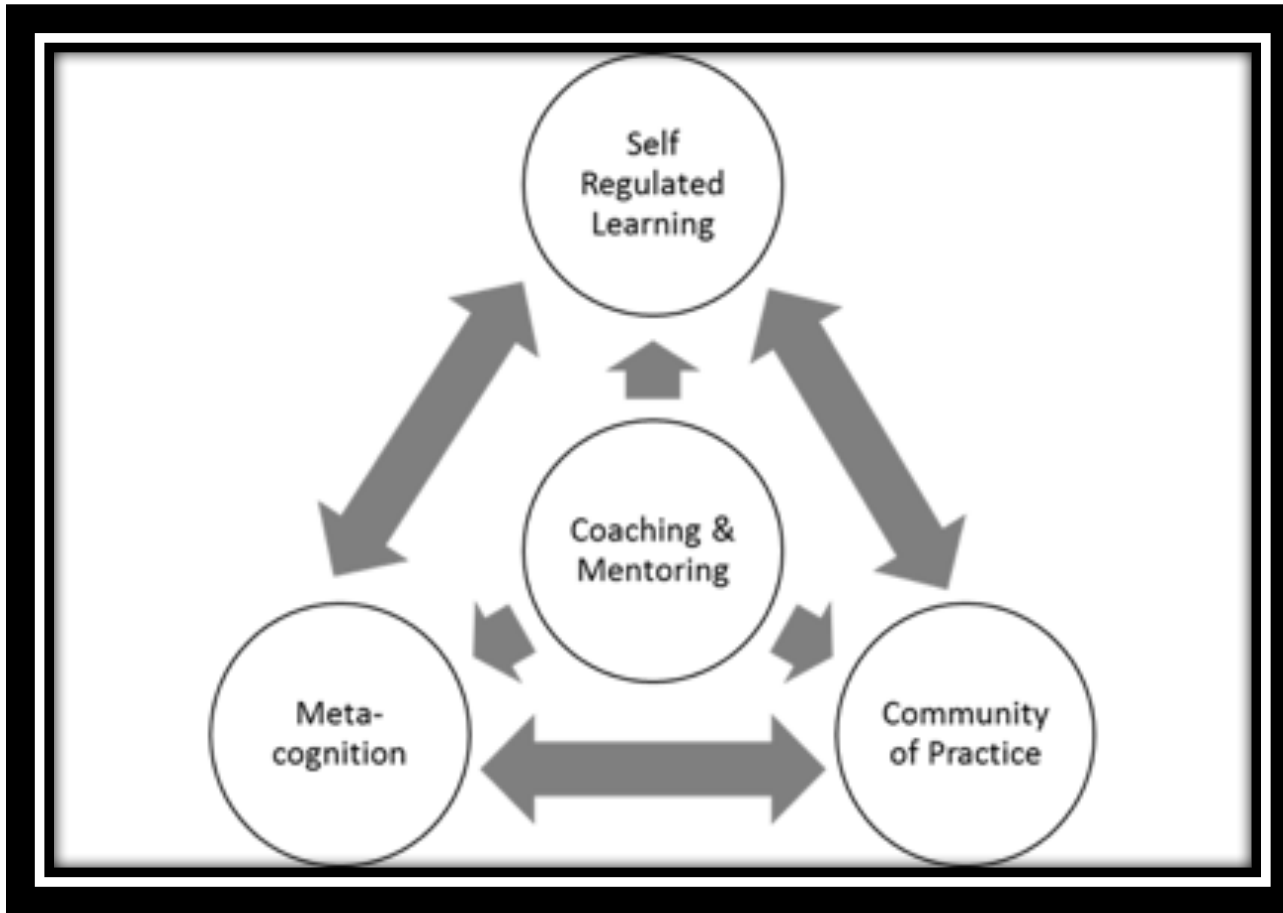 Self
Regulated
Learning
Coaching &
Mentoring
Meta-
cognition
Community
of Practice